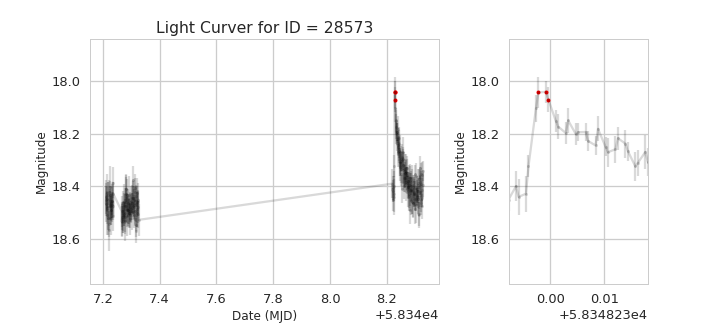 Light Curver for ID = 28573
18.0
18.2
18.4
18.6
Magnitude
7.2 7.4 7.6 7.8 8.0 8.2
Date (MJD)
+5.834e4
18.0
18.2
18.4
18.6
Magnitude
0.00 0.01
+5.834823e4